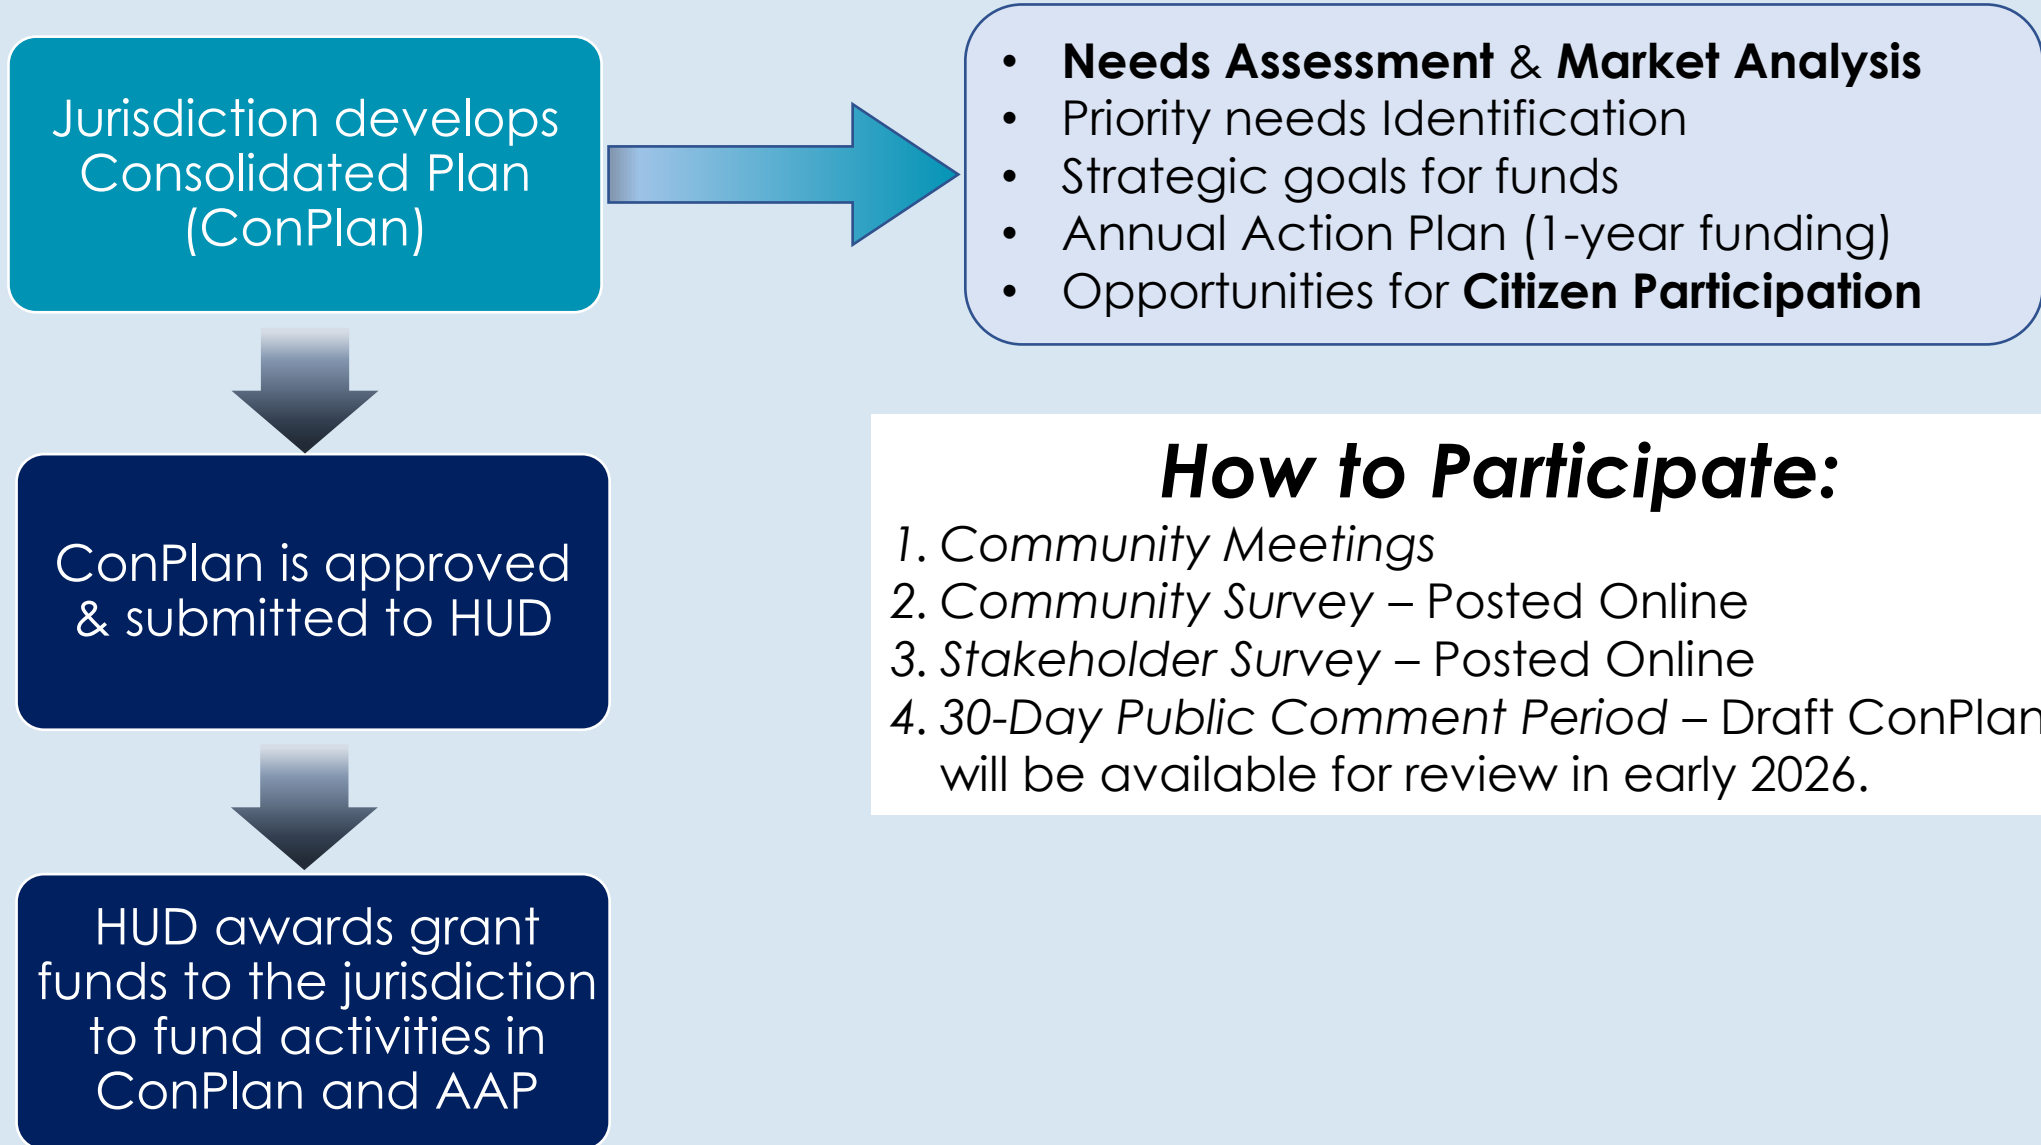 Jurisdiction develops
Consolidated Plan
(ConPlan)
• Needs Assessment & Market Analysis
• Priority needs Identification
• Strategic goals for funds
• Annual Action Plan (1-year funding)
• Opportunities for Citizen Participation
ConPlan is approved
& submitted to HUD
HUD awards grant
funds to the jurisdiction
to fund activities in
ConPlan and AAP
How to Participate:
1. Community Meetings
2. Community Survey – Posted Online
3. Stakeholder Survey – Posted Online
4. 30-Day Public Comment Period – Draft ConPlan
will be available for review in early 2026.